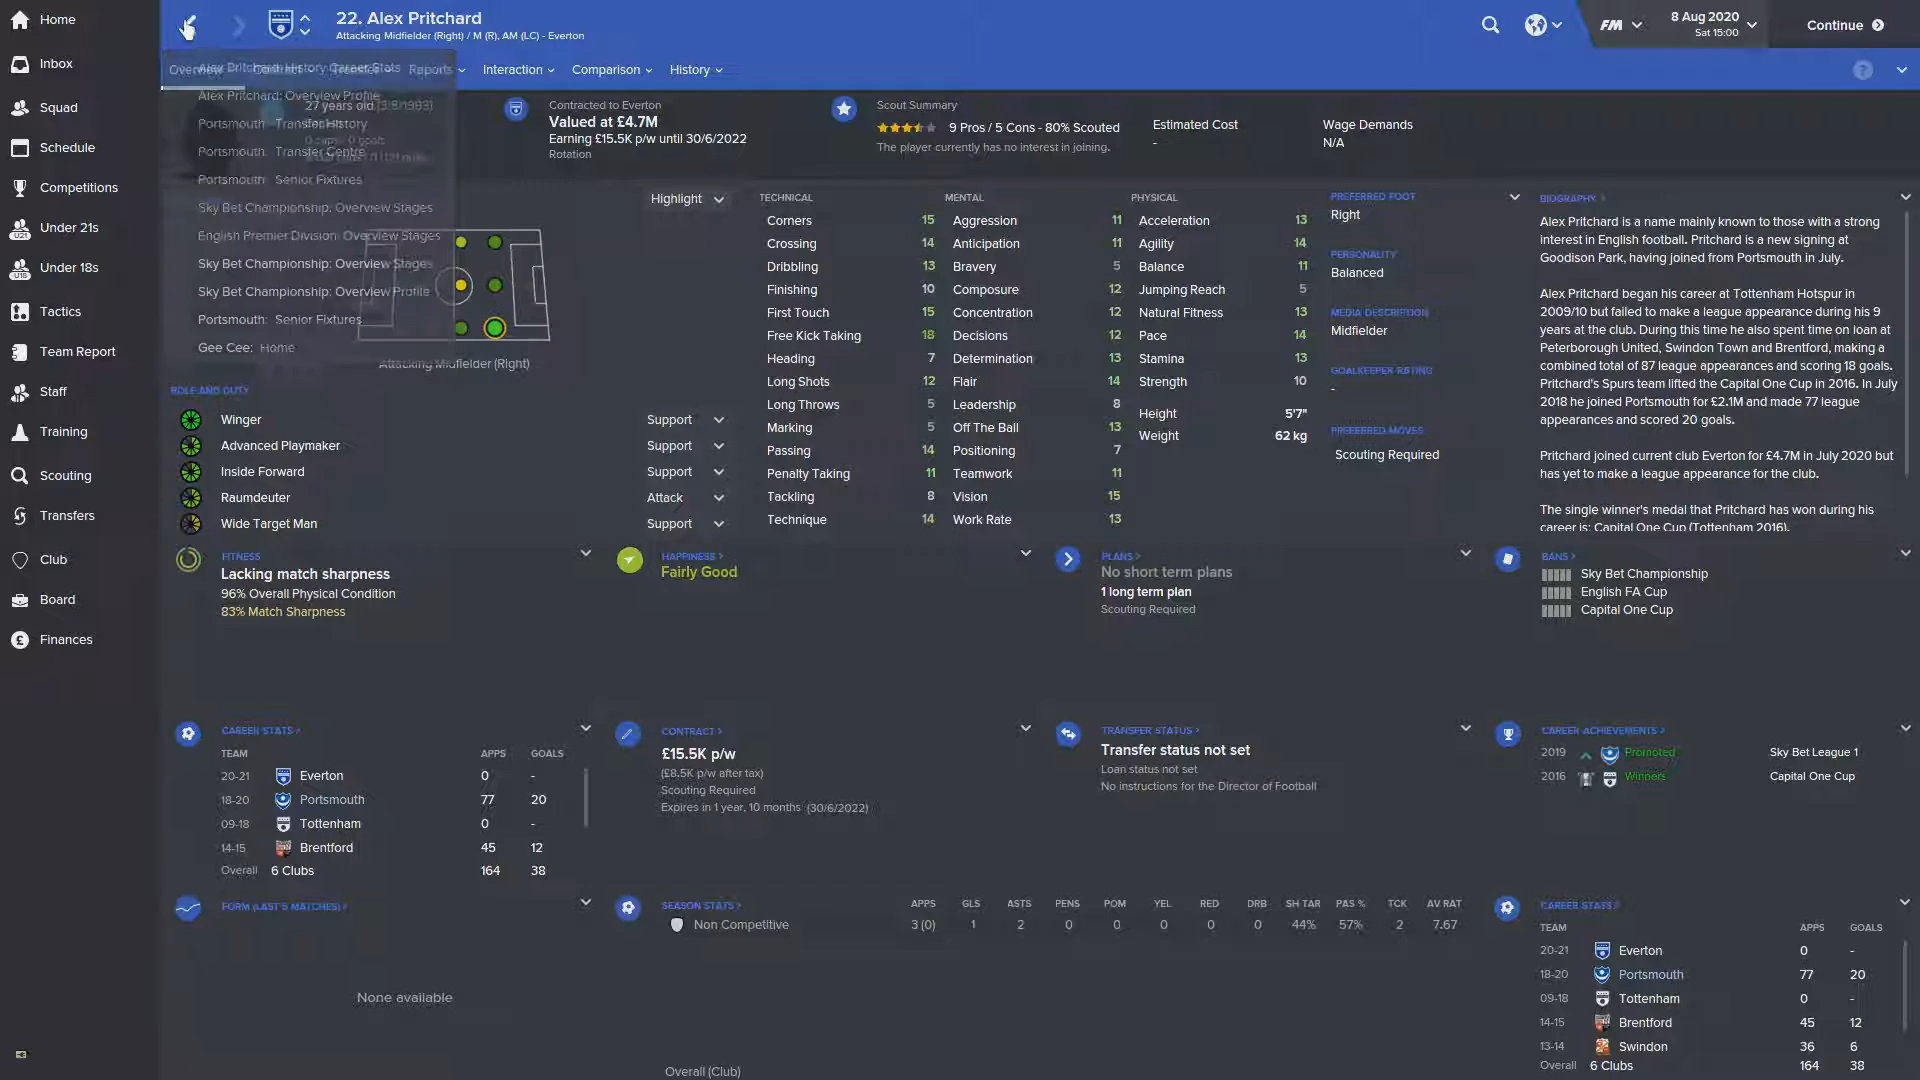 Home
Inbox
Squad
Schedule
Competitions
Under 21s
Under 18s
Tactics
Team Report
Staff
Training
Scouting
Transfers
Club
Board
Finances
22. Alex Pritchard
Attacking Midfielder (Right) / M (R), AM (LC) - Everton
FM
8 Aug 2020
Sat 15:00
Continue
Overview
Reports
Interaction
Comparison
History
Alex Pritchard: History Career Stats
Alex Pritchard: Overview Profile
Portsmouth: Transfer History
Portsmouth: Transfer Centre
Portsmouth: Senior Fixtures
Sky Bet Championship: Overview Stages
English Premier Division: Overview Stages
Sky Bet Championship: Overview Stages
Sky Bet Championship: Overview Profile
Portsmouth: Senior Fixtures
Gee Cee: Home
27 years old (3/5/1993)
Contracted to Everton
Valued at £4.7M
Earning £15.5K p/w until 30/6/2022
Rotation
Scout Summary
9 Pros / 5 Cons - 80% Scouted
The player currently has no interest in joining.
Estimated Cost
-
Wage Demands
N/A
Highlight
Attacking Midfielder (Right)
ROLE AND DUTY
Winger Support
Advanced Playmaker Support
Inside Forward Support
Raumdeuter Attack
Wide Target Man Support
TECHNICAL
Corners 15
Crossing 14
Dribbling 13
Finishing 10
First Touch 15
Free Kick Taking 18
Heading 7
Long Shots 12
Long Throws 5
Marking 5
Passing 14
Penalty Taking 11
Tackling 8
Technique 14
MENTAL
Aggression 11
Anticipation 11
Bravery 5
Composure 12
Concentration 12
Decisions 12
Determination 13
Flair 14
Leadership 8
Off The Ball 13
Positioning 7
Teamwork 11
Vision 15
Work Rate 13
PHYSICAL
Acceleration 13
Agility 14
Balance 11
Jumping Reach 5
Natural Fitness 13
Pace 14
Stamina 13
Strength 10
Height 5'7"
Weight 62 kg
PREFERRED FOOT
Right
PERSONALITY
Balanced
MEDIA DESCRIPTION
Midfielder
GOALKEEPER RATING
-
PREFERRED MOVES
Scouting Required
BIOGRAPHY >
Alex Pritchard is a name mainly known to those with a strong
interest in English football. Pritchard is a new signing at
Goodison Park, having joined from Portsmouth in July.
Alex Pritchard began his career at Tottenham Hotspur in
2009/10 but failed to make a league appearance during his 9
years at the club. During this time he also spent time on loan at
Peterborough United, Swindon Town and Brentford, making a
combined total of 87 league appearances and scoring 18 goals.
Pritchard's Spurs team lifted the Capital One Cup in 2016. In July
2018 he joined Portsmouth for £2.1M and made 77 league
appearances and scored 20 goals.
Pritchard joined current club Everton for £4.7M in July 2020 but
has yet to make a league appearance for the club.
The single winner's medal that Pritchard has won during his
career is: Capital One Cup (Tottenham 2016).
FITNESS
Lacking match sharpness
96% Overall Physical Condition
83% Match Sharpness
HAPPINESS >
Fairly Good
PLANS >
No short term plans
1 long term plan
Scouting Required
BANS >
Sky Bet Championship
English FA Cup
Capital One Cup
CAREER STATS >
TEAM APPS GOALS
20-21 Everton 0 -
18-20 Portsmouth 77 20
09-18 Tottenham 0 -
14-15 Brentford 45 12
Overall 6 Clubs 164 38
CONTRACT >
£15.5K p/w
(£8.5K p/w after tax)
Scouting Required
Expires in 1 year, 10 months (30/6/2022)
TRANSFER STATUS >
Transfer status not set
Loan status not set
No instructions for the Director of Football
CAREER ACHIEVEMENTS >
2019 Promoted Sky Bet League 1
2016 Winners Capital One Cup
FORM (LAST 5 MATCHES) >
None available
SEASON STATS >
APPS GLS ASTS PENS POM YEL RED DRB SH TAR PAS % TCK AV RAT
Non Competitive 3 (0) 1 2 0 0 0 0 0 44% 57% 2 7.67
Overall (Club)
CAREER STATS >
TEAM APPS GOALS
20-21 Everton 0 -
18-20 Portsmouth 77 20
09-18 Tottenham 0 -
14-15 Brentford 45 12
13-14 Swindon 36 6
Overall 6 Clubs 164 38